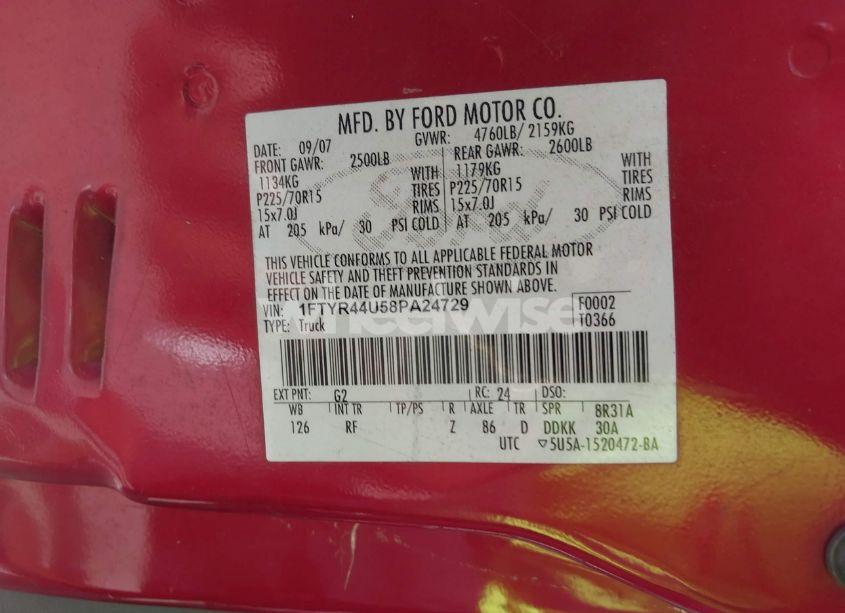 MFD. BY FORD MOTOR CO.
DATE: 09/07 GVWR: 4760LB/ 2159KG
FRONT GAWR: 2500LB REAR GAWR: 2600LB
1134KG WITH 1179KG WITH
P225/70R15 TIRES P225/70R15 TIRES
15x7.0J RIMS 15x7.0J RIMS
AT 205 kPa/ 30 PSI COLD AT 205 kPa/ 30 PSI COLD
Ford
THIS VEHICLE CONFORMS TO ALL APPLICABLE FEDERAL MOTOR
VEHICLE SAFETY AND THEFT PREVENTION STANDARDS IN
EFFECT ON THE DATE OF MANUFACTURE SHOWN ABOVE.
VIN: 1FTYR44U58PA24729 F0002
TYPE: Truck T0366
wheelwise
EXT PNT: G2 RC: 24 DSO:
WB INT TR TP/PS R AXLE TR SPR 8R31A
126 RF Z 86 D DDKK 30A
UTC ▽5U5A-1520472-BA